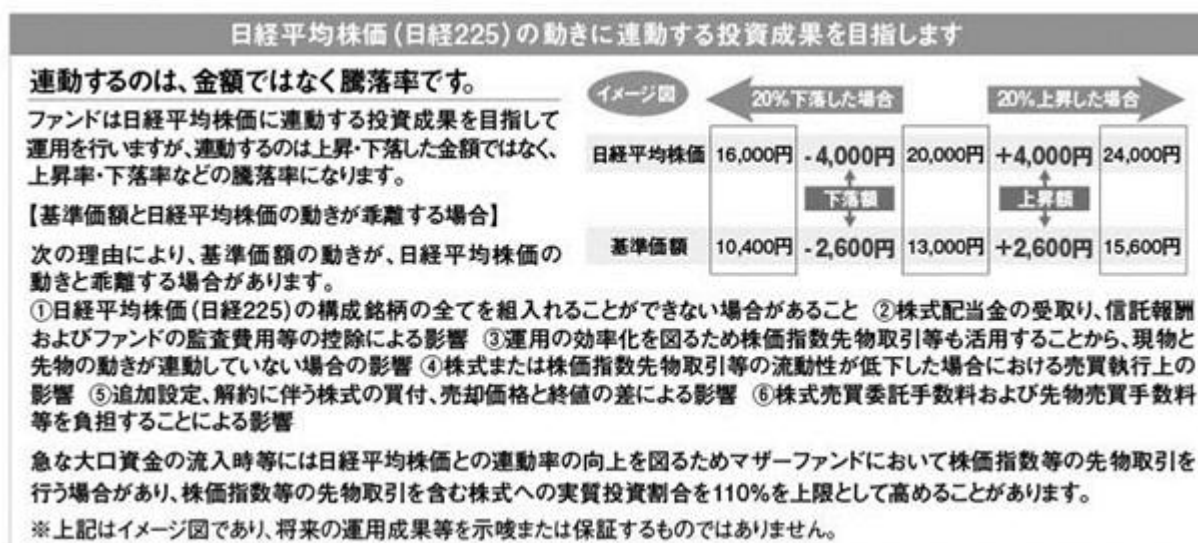 日経平均株価(日経225)の動きに連動する投資成果を目指します
連動するのは、金額ではなく騰落率です。
ファンドは日経平均株価に連動する投資成果を目指して
運用を行いますが、連動するのは上昇・下落した金額ではなく、
上昇率・下落率などの騰落率になります。
【基準価額と日経平均株価の動きが乖離する場合】
次の理由により、基準価額の動きが、日経平均株価の
動きと乖離する場合があります。
イメージ図
20%下落した場合 20%上昇した場合
日経平均株価 16,000円 -4,000円 20,000円 +4,000円 24,000円
下落額 上昇額
基準価額 10,400円 -2,600円 13,000円 +2,600円 15,600円
①日経平均株価(日経225)の構成銘柄の全てを組入れることができない場合があること ②株式配当金の受取り、信託報酬
およびファンドの監査費用等の控除による影響 ③運用の効率化を図るため株価指数先物取引等も活用することから、現物と
先物の動きが連動していない場合の影響 ④株式または株価指数先物取引等の流動性が低下した場合における売買執行上の
影響 ⑤追加設定、解約に伴う株式の買付、売却価格と終値の差による影響 ⑥株式売買委託手数料および先物売買手数料
等を負担することによる影響
急な大口資金の流入時等には日経平均株価との連動率の向上を図るためマザーファンドにおいて株価指数等の先物取引を
行う場合があり、株価指数等の先物取引を含む株式への実質投資割合を110%を上限として高めることがあります。
※上記はイメージ図であり、将来の運用成果等を示唆または保証するものではありません。